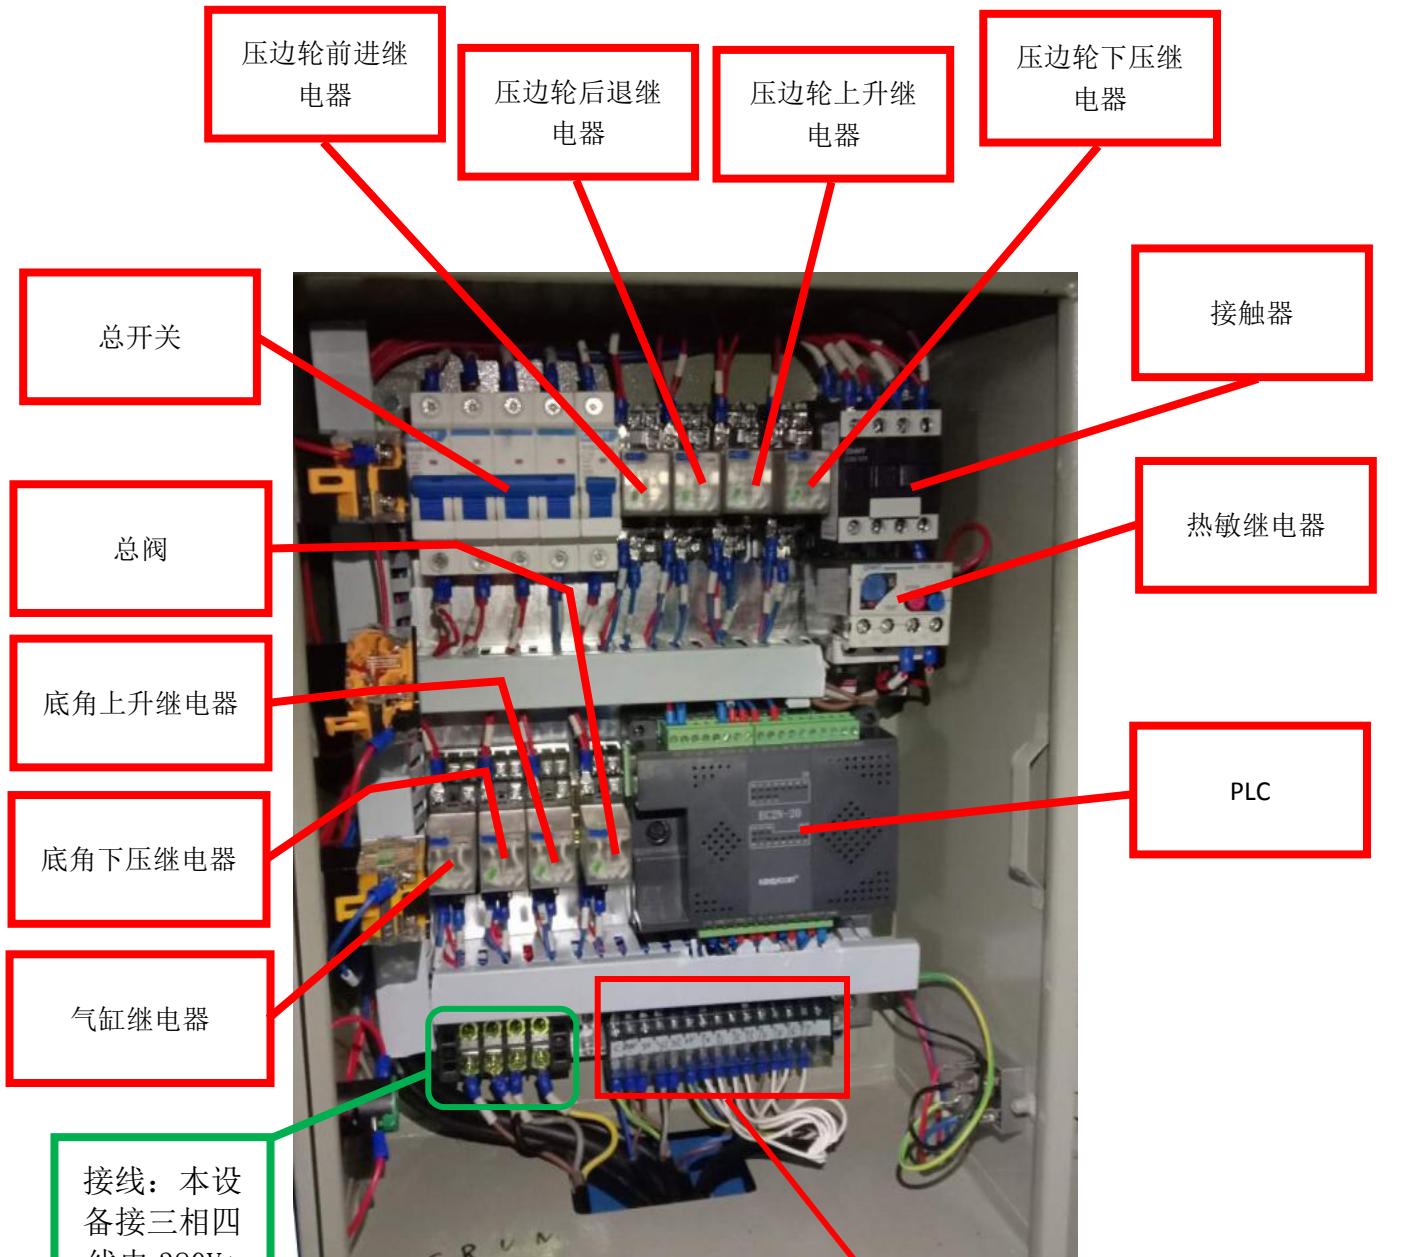 压边轮前进继
电器
压边轮后退继
电器
压边轮上升继
电器
压边轮下压继
电器
总开关
接触器
总阀
热敏继电器
底角上升继电器
PLC
底角下压继电器
气缸继电器
EC2N-20
接线：本设
备接三相四